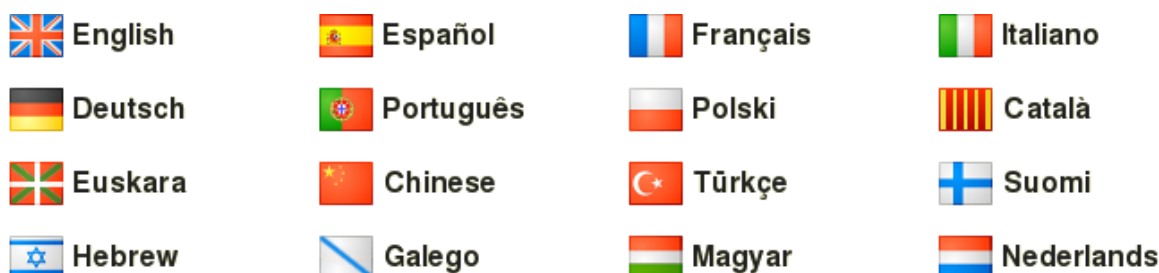 English Español Français Italiano
Deutsch Português Polski Català
Euskara Chinese Türkçe Suomi
Hebrew Galego Magyar Nederlands